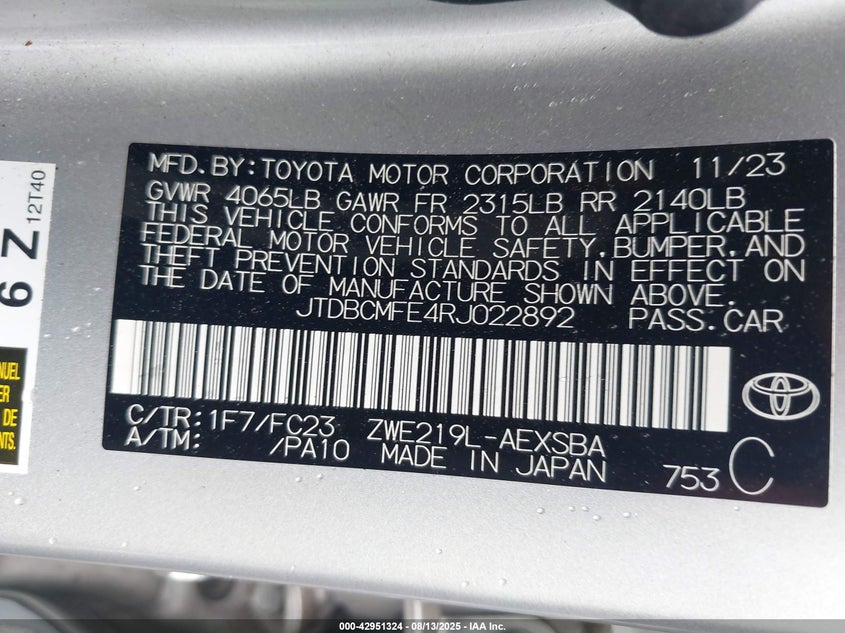 MFD.BY:TOYOTA MOTOR CORPORATION 11/23
GVWR 4065LB GAWR FR 2315LB RR 2140LB
THIS VEHICLE CONFORMS TO ALL APPLICABLE
FEDERAL MOTOR VEHICLE SAFETY,BUMPER,AND
THEFT PREVENTION STANDARDS IN EFFECT ON
THE DATE OF MANUFACTURE SHOWN ABOVE.
JTDBCMFE4RJ022892 PASS.CAR
C/TR:1F7/FC23 ZWE219L-AEXSBA
A/TM: /PA10 MADE IN JAPAN 753 C
6 Z 12T40
DE
000-42951324 - 08/13/2025 - IAA Inc.